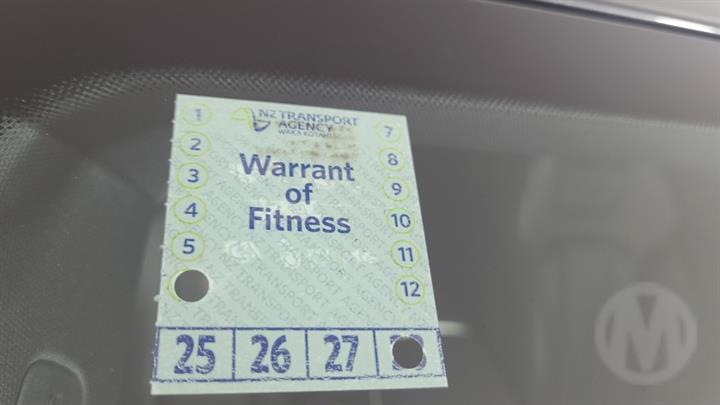 1
2
3
4
5
NZ TRANSPORT
AGENCY
WAKA KOTAHI
Warrant
of
Fitness
7
8
9
10
11
12
25 26 27
M